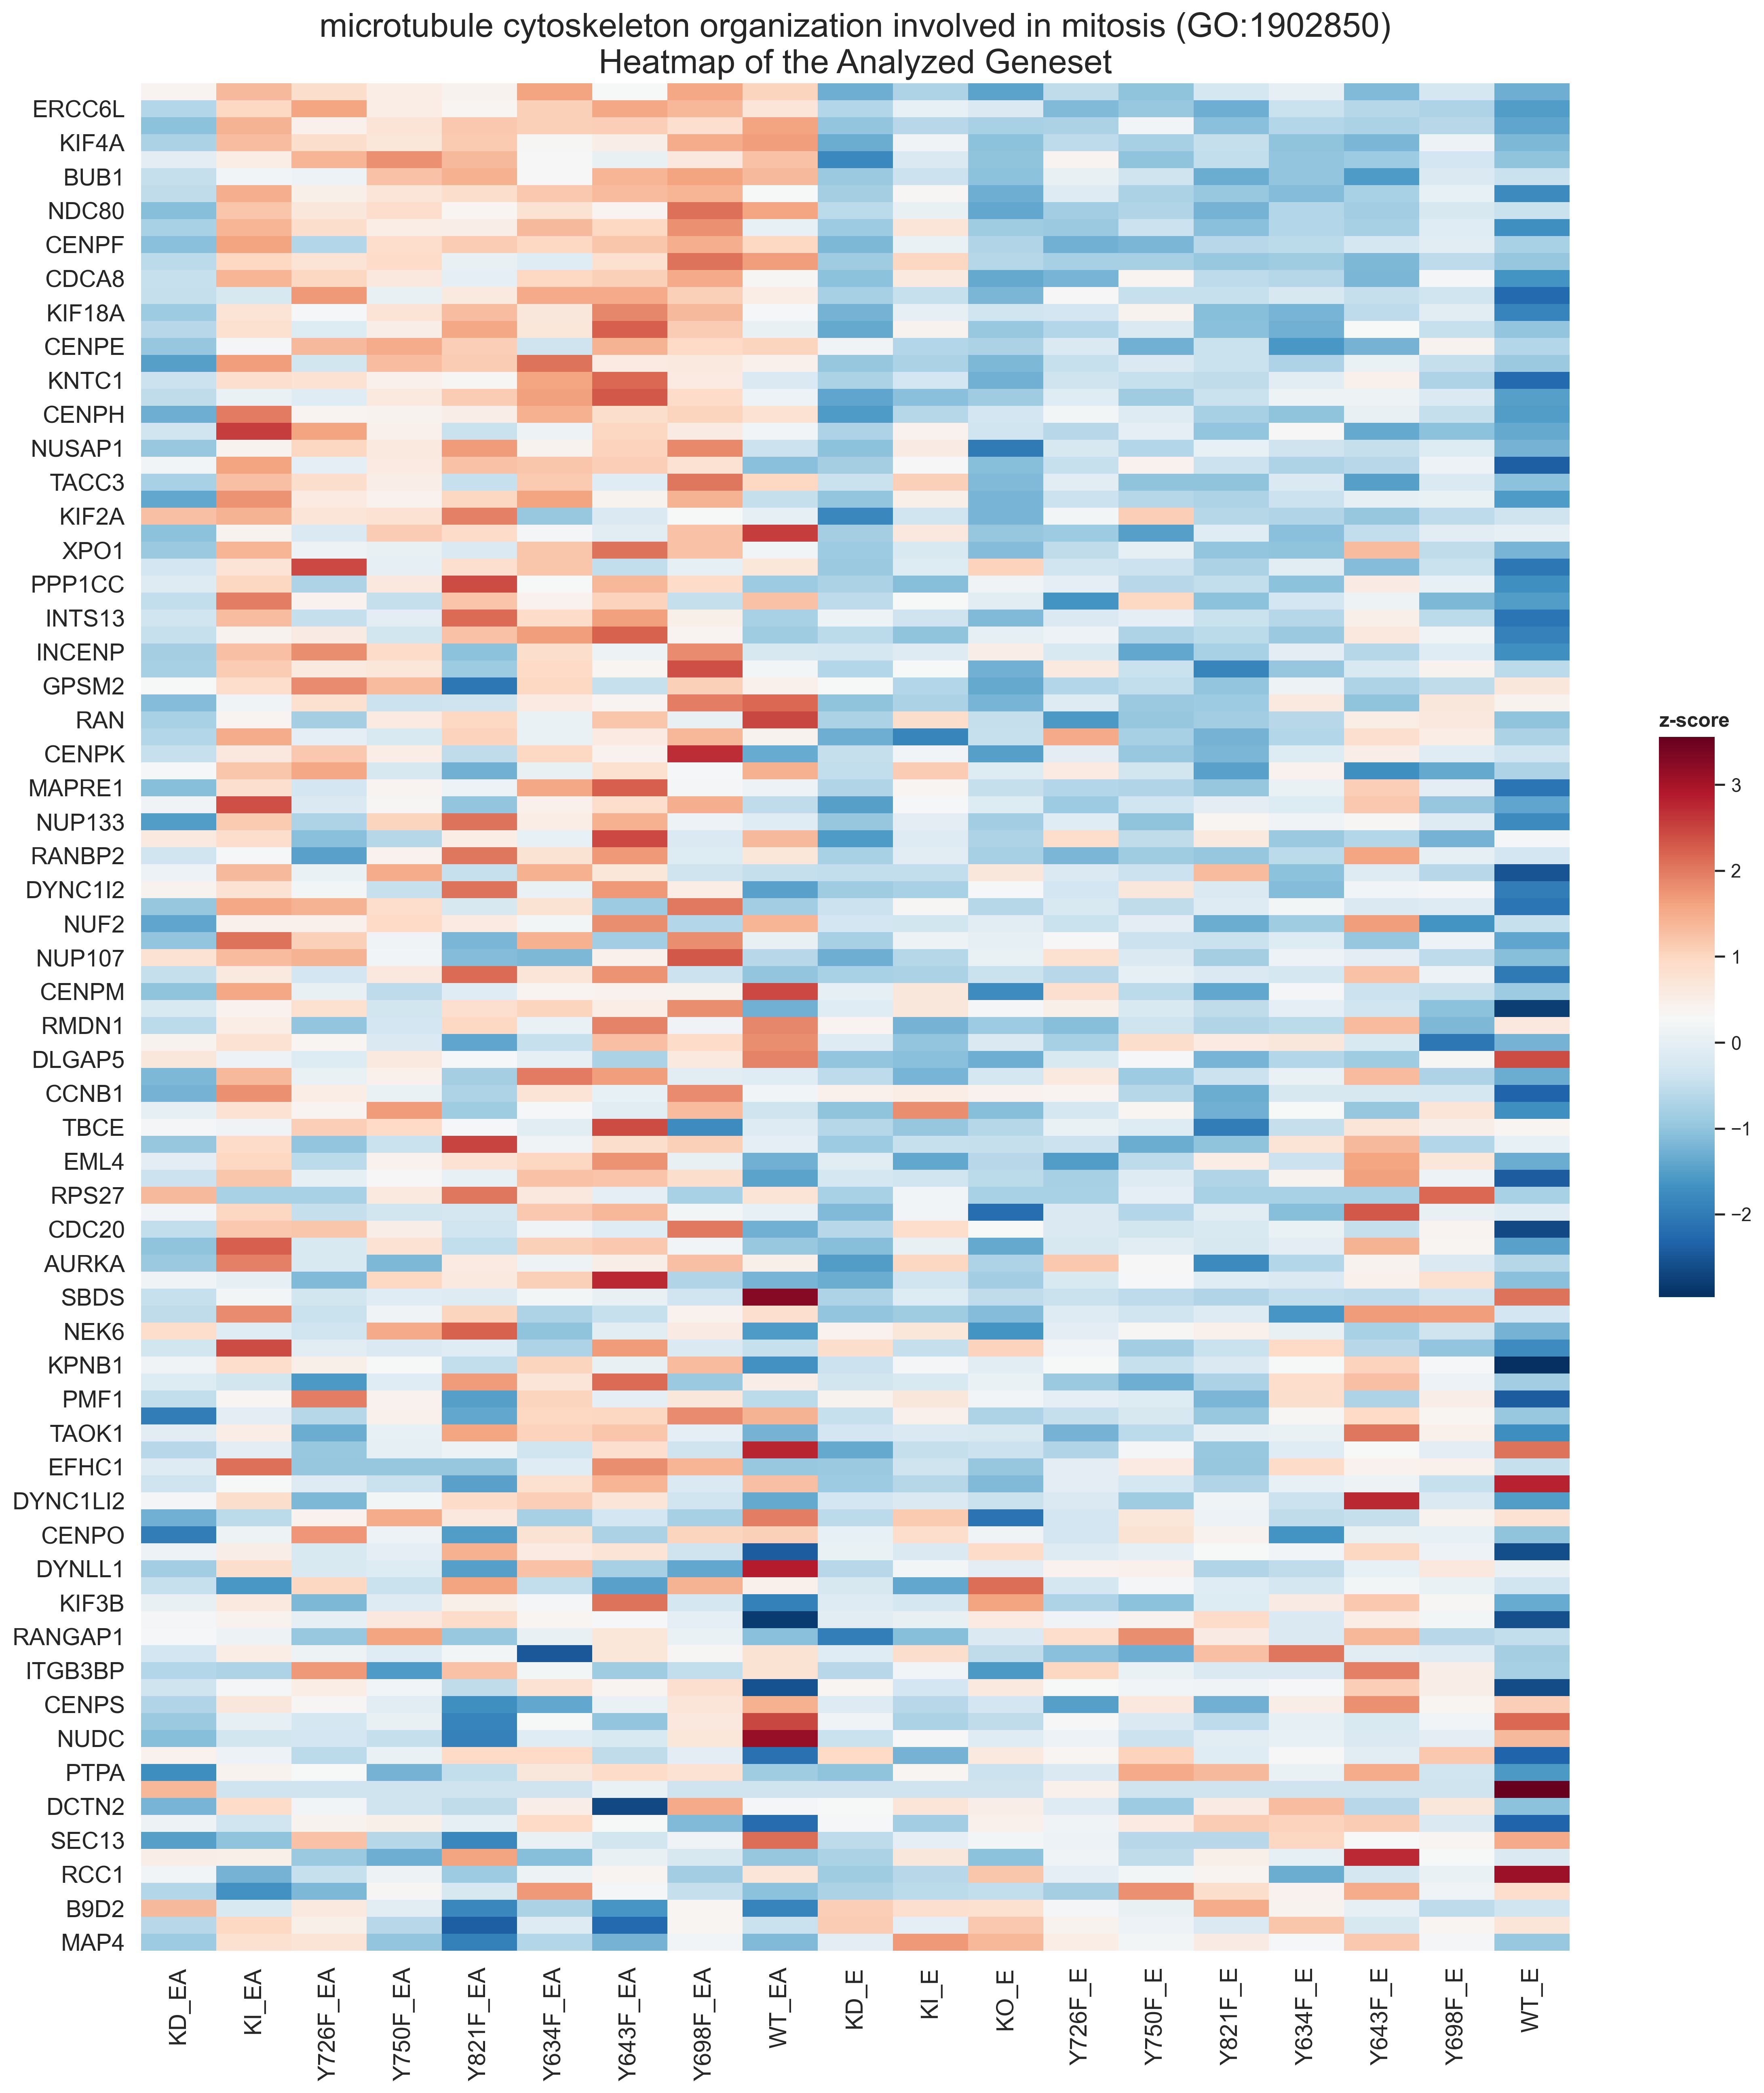 microtubule cytoskeleton organization involved in mitosis (GO:1902850)
Heatmap of the Analyzed Geneset
ERCC6L
KIF4A
BUB1
NDC80
CENPF
CDCA8
KIF18A
CENPE
KNTC1
CENPH
NUSAP1
TACC3
KIF2A
XPO1
PPP1CC
INTS13
INCENP
GPSM2
RAN
CENPK
MAPRE1
NUP133
RANBP2
DYNC1I2
NUF2
NUP107
CENPM
RMDN1
DLGAP5
CCNB1
TBCE
EML4
RPS27
CDC20
AURKA
SBDS
NEK6
KPNB1
PMF1
TAOK1
EFHC1
DYNC1LI2
CENPO
DYNLL1
KIF3B
RANGAP1
ITGB3BP
CENPS
NUDC
PTPA
DCTN2
SEC13
RCC1
B9D2
MAP4
KD_EA
KI_EA
Y726F_EA
Y750F_EA
Y821F_EA
Y634F_EA
Y643F_EA
Y698F_EA
WT_EA
KD_E
KI_E
KO_E
Y726F_E
Y750F_E
Y821F_E
Y634F_E
Y643F_E
Y698F_E
WT_E
z-score
3
2
1
0
−1
−2